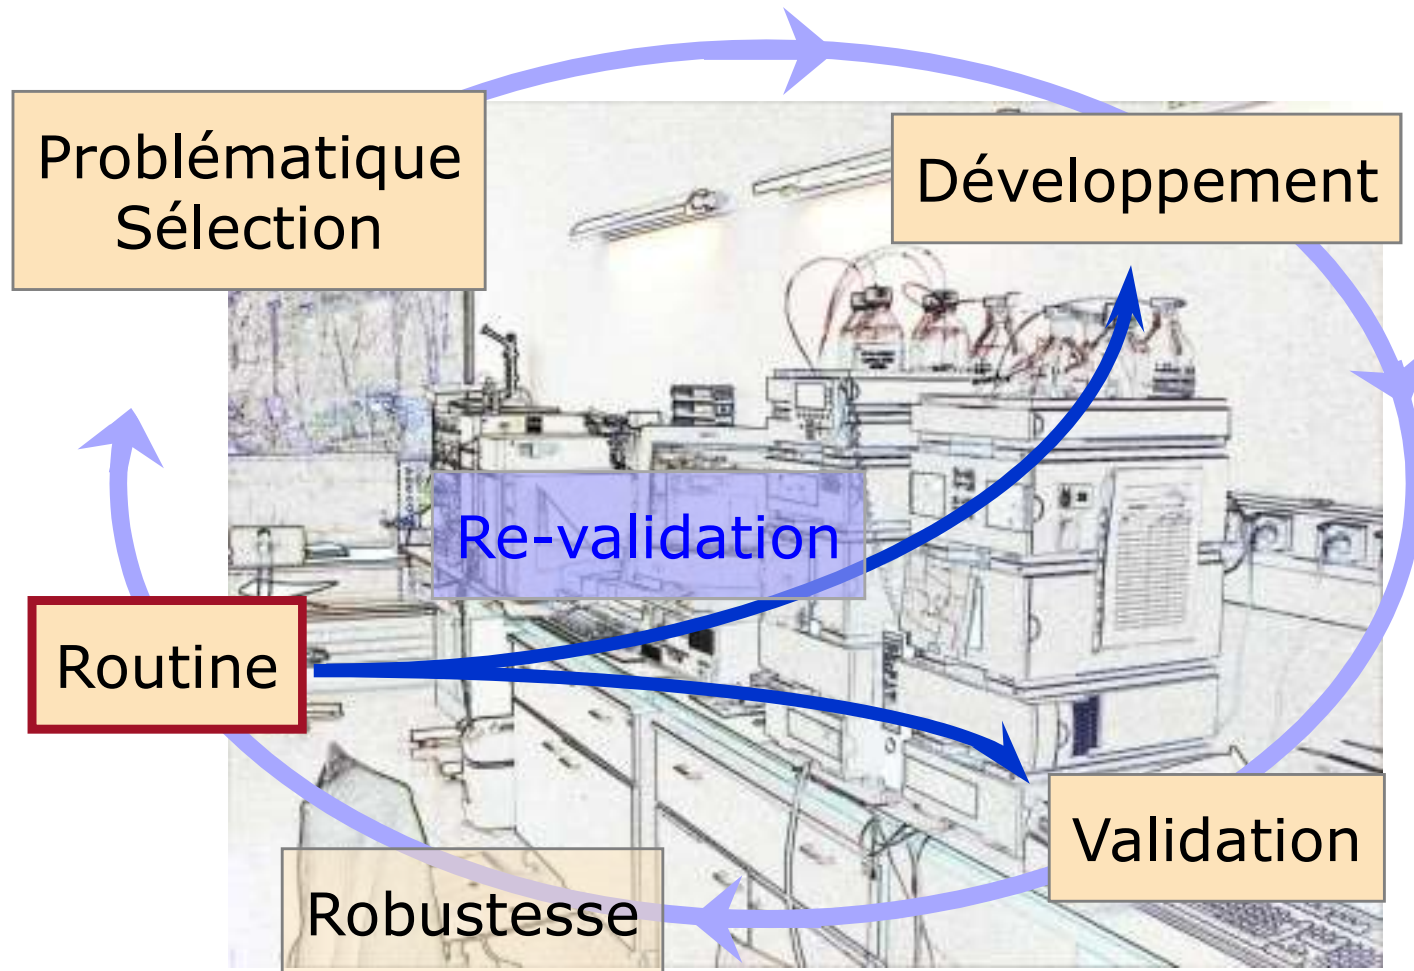 Problématique
Sélection
Développement
Re-validation
Routine
Validation
Robustesse